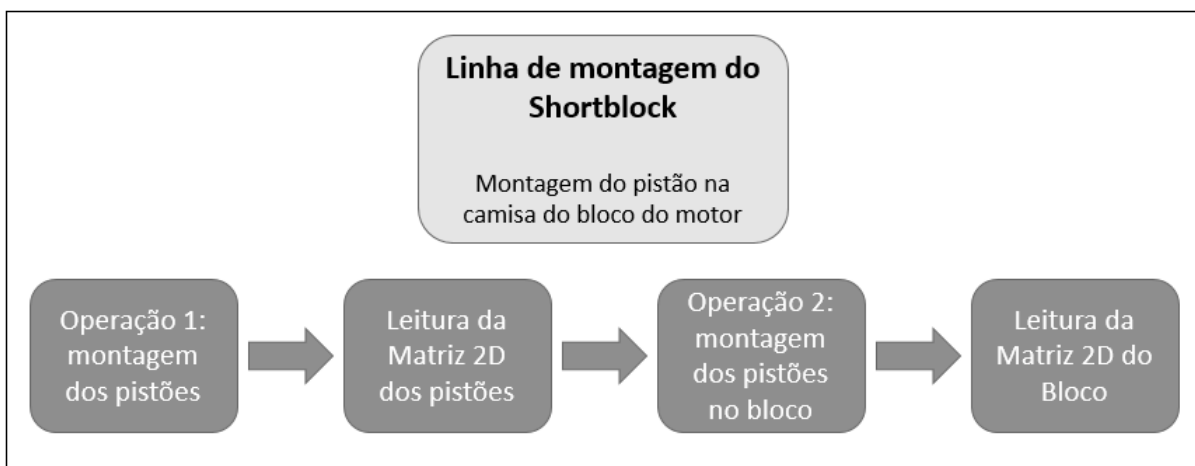 Linha de montagem do
Shortblock
Montagem do pistão na
camisa do bloco do motor
Operação 1:
montagem
dos pistões
Leitura da
Matriz 2D
dos pistões
Operação 2:
montagem
dos pistões
no bloco
Leitura da
Matriz 2D do
Bloco